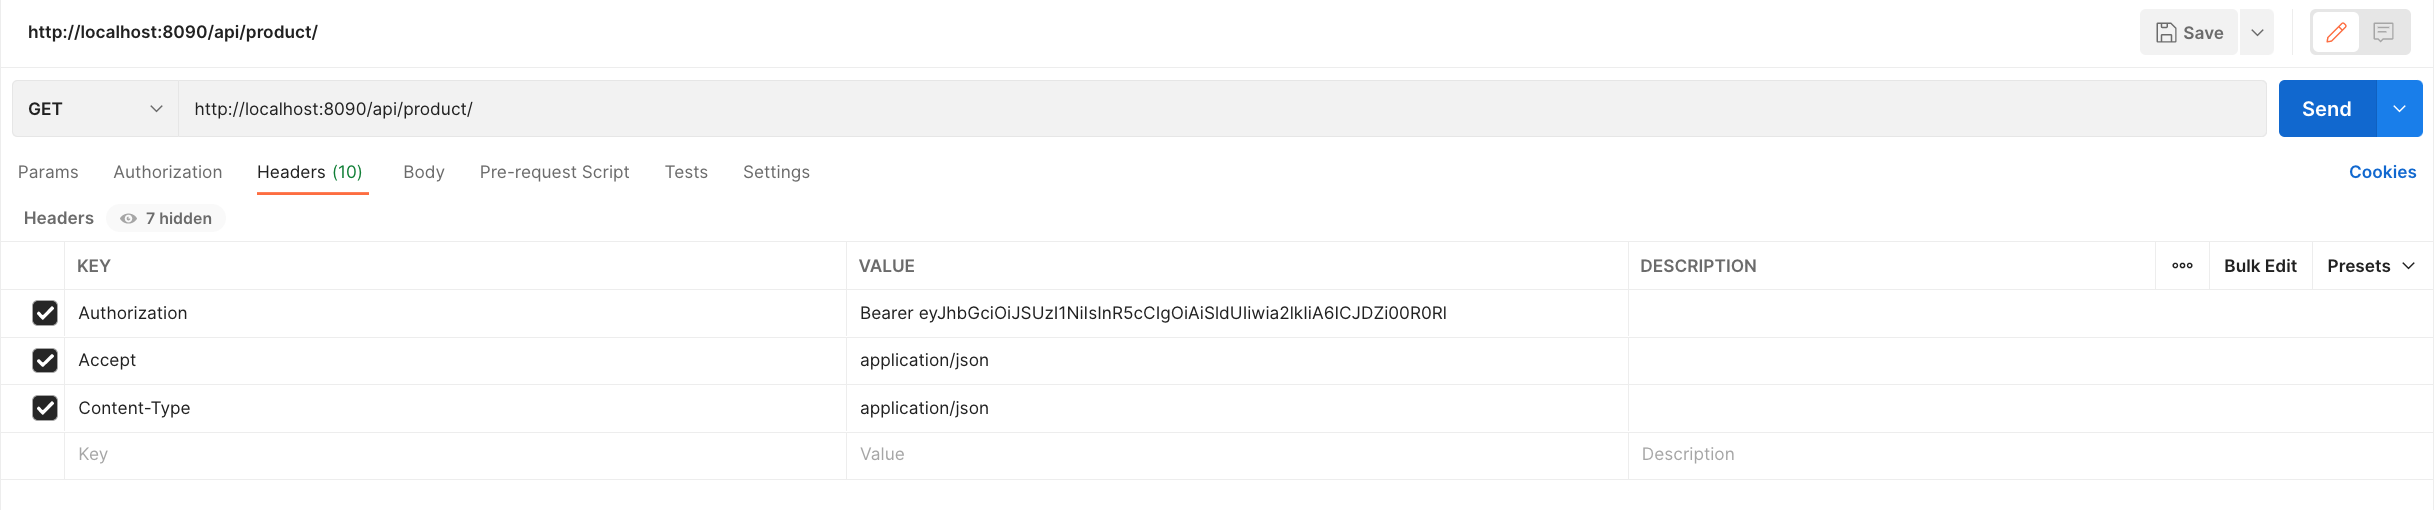 http://localhost:8090/api/product/
Save
GET http://localhost:8090/api/product/ Send
Params Authorization Headers (10) Body Pre-request Script Tests Settings Cookies
Headers 7 hidden
KEY VALUE DESCRIPTION Bulk Edit Presets
Authorization Bearer eyJhbGciOiJSUzI1NiIsInR5cCIgOiAiSldUIiwia2lkIiA6ICJDZi00R0Rl
Accept application/json
Content-Type application/json
Key Value Description